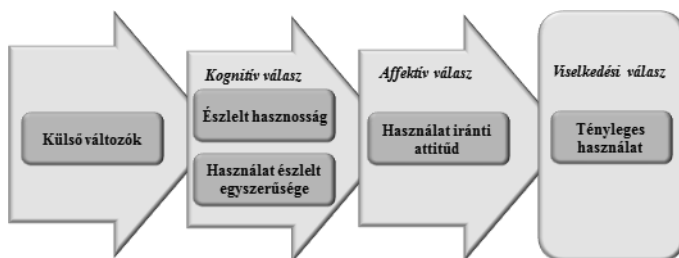 Külső változók
Kognitív válasz
Észlelt hasznosság
Használat észlelt
egyszerűsége
Affektív válasz
Használat iránti
attitűd
Viselkedési válasz
Tényleges
használat